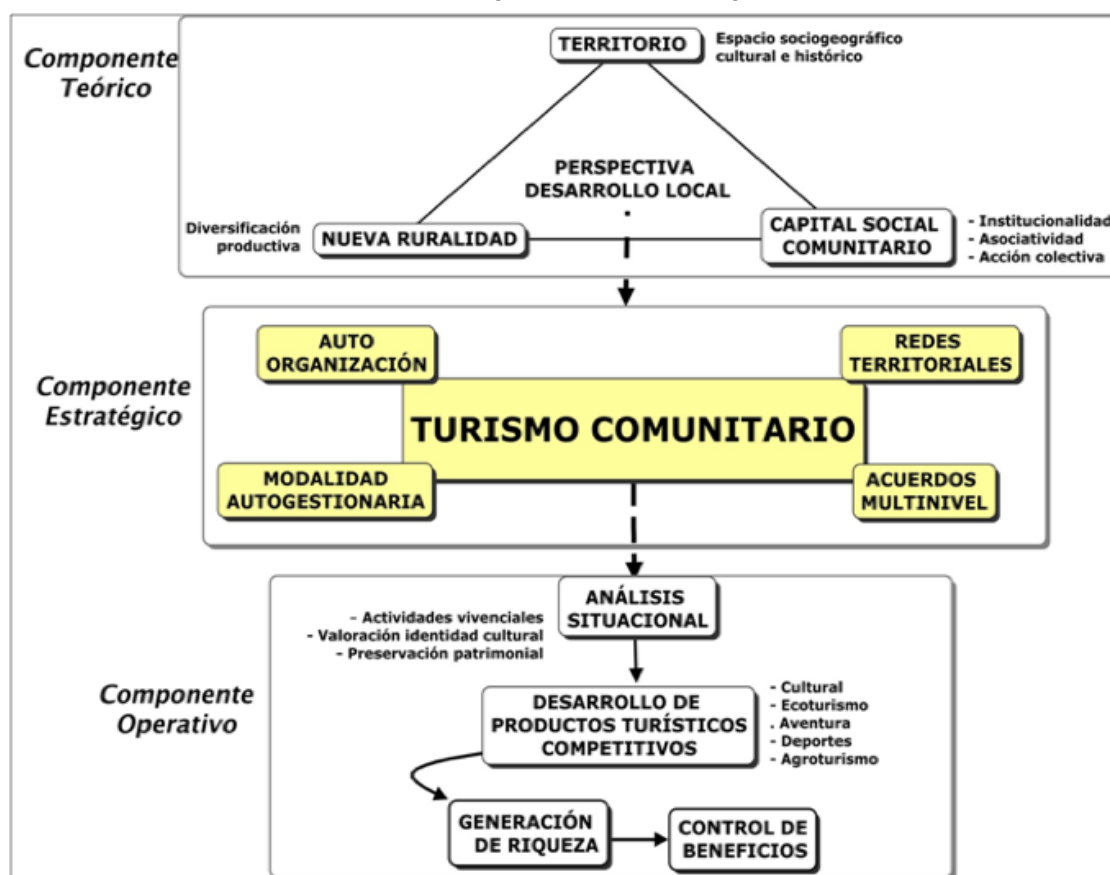 Componente
Teórico
TERRITORIO
Espacio sociogeográfico
cultural e histórico
PERSPECTIVA
DESARROLLO LOCAL
Diversificación
productiva
NUEVA RURALIDAD
CAPITAL SOCIAL
COMUNITARIO
- Institucionalidad
- Asociatividad
- Acción colectiva
Componente
Estratégico
AUTO
ORGANIZACIÓN
REDES
TERRITORIALES
TURISMO COMUNITARIO
MODALIDAD
AUTOGESTIONARIA
ACUERDOS
MULTINIVEL
Componente
Operativo
ANÁLISIS
SITUACIONAL
- Actividades vivenciales
- Valoración identidad cultural
- Preservación patrimonial
DESARROLLO DE
PRODUCTOS TURÍSTICOS
COMPETITIVOS
- Cultural
- Ecoturismo
. Aventura
- Deportes
- Agroturismo
GENERACIÓN
DE RIQUEZA
CONTROL DE
BENEFICIOS